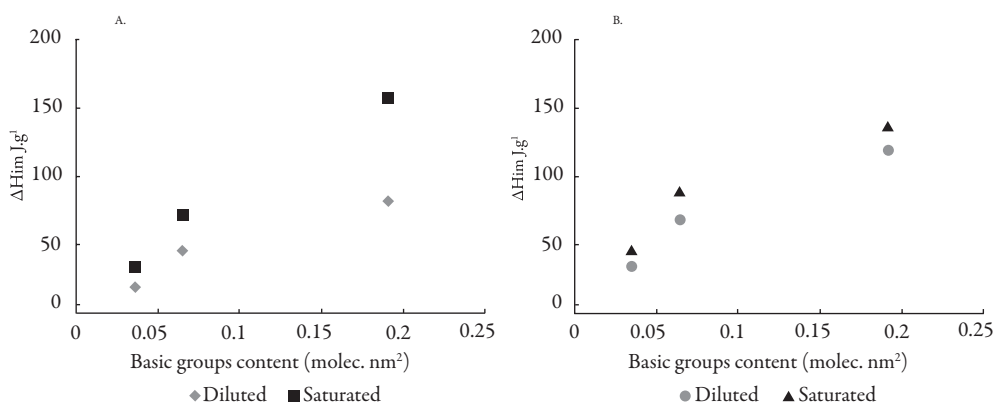 A.
200
150
100
50
0
ΔHim J.g¹
0
0.05
0.1
0.15
0.2
0.25
Basic groups content (molec. nm²)
Diluted
Saturated
B.
200
150
100
50
0
ΔHim J.g¹
0
0.05
0.1
0.15
0.2
0.25
Basic groups content (molec. nm²)
Diluted
Saturated